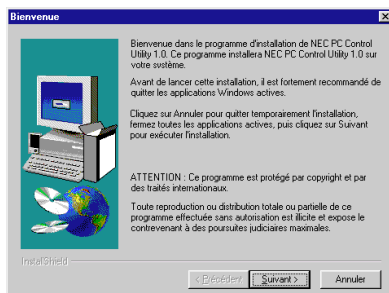 Bienvenue
Bienvenue dans le programme d'installation de NEC PC Control
Utility 1.0. Ce programme installera NEC PC Control Utility 1.0 sur
votre système.
Avant de lancer cette installation, il est fortement recommandé de
quitter les applications Windows actives.
Cliquez sur Annuler pour quitter temporairement l'installation,
fermez toutes les applications actives, puis cliquez sur Suivant
pour exécuter l'installation.
ATTENTION : Ce programme est protégé par copyright et par
des traités internationaux.
Toute reproduction ou distribution totale ou partielle de ce
programme effectuée sans autorisation est illicite et expose le
contrevenant à des poursuites judiciaires maximales.
InstallShield
< Précédent
Suivant >
Annuler